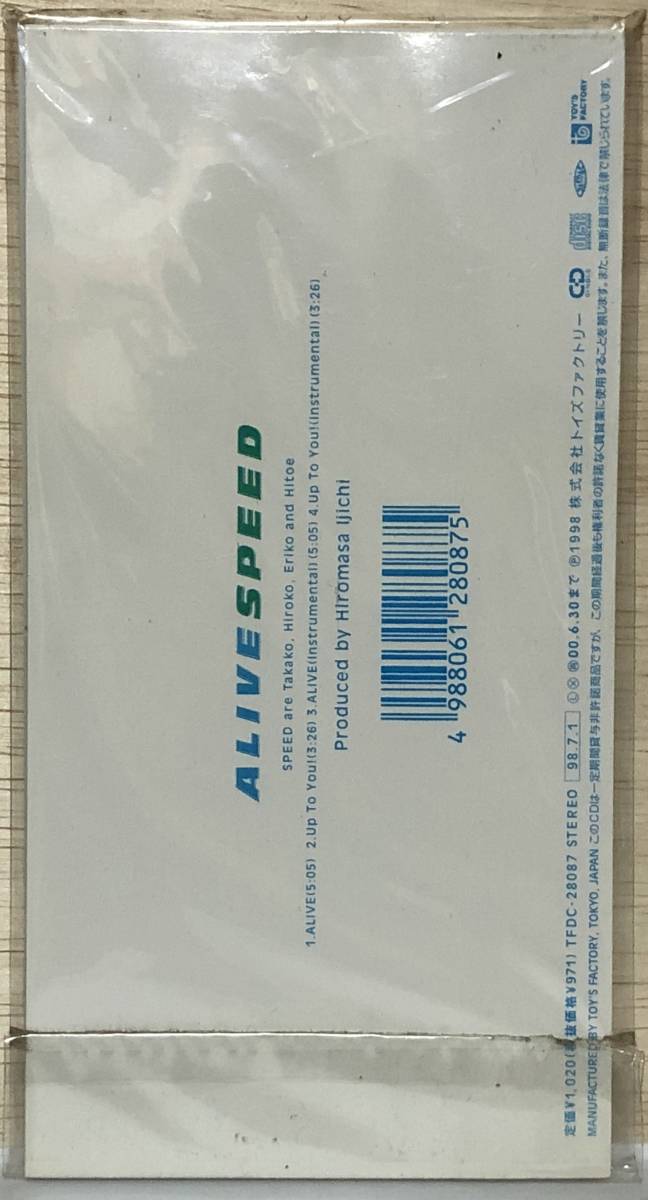 ALIVESPEED
SPEED are Takako, Hiroko, Eriko and Hitoe
1.ALIVE(5:05) 2.Up To You!(3:26) 3.ALIVE(Instrumental) (5:05) 4.Up To You!(Instrumental) (3:26)
Produced by Hiromasa Ijichi
4 988061 280875
定価¥1,020(税抜価格¥971) TFDC-28087 STEREO 98.7.1 Ⓛ Ⓧ ㊞00.6.30まで ℗1998 株式会社トイズファクトリー CD disc TOY'S FACTORY
MANUFACTURED BY TOY'S FACTORY, TOKYO, JAPAN このCDは一定期間貸与非許諾商品ですが、この期間経過後も権利者の許諾なく賃貸業に使用することを禁じます。また、無断録音は法律で禁じられています。